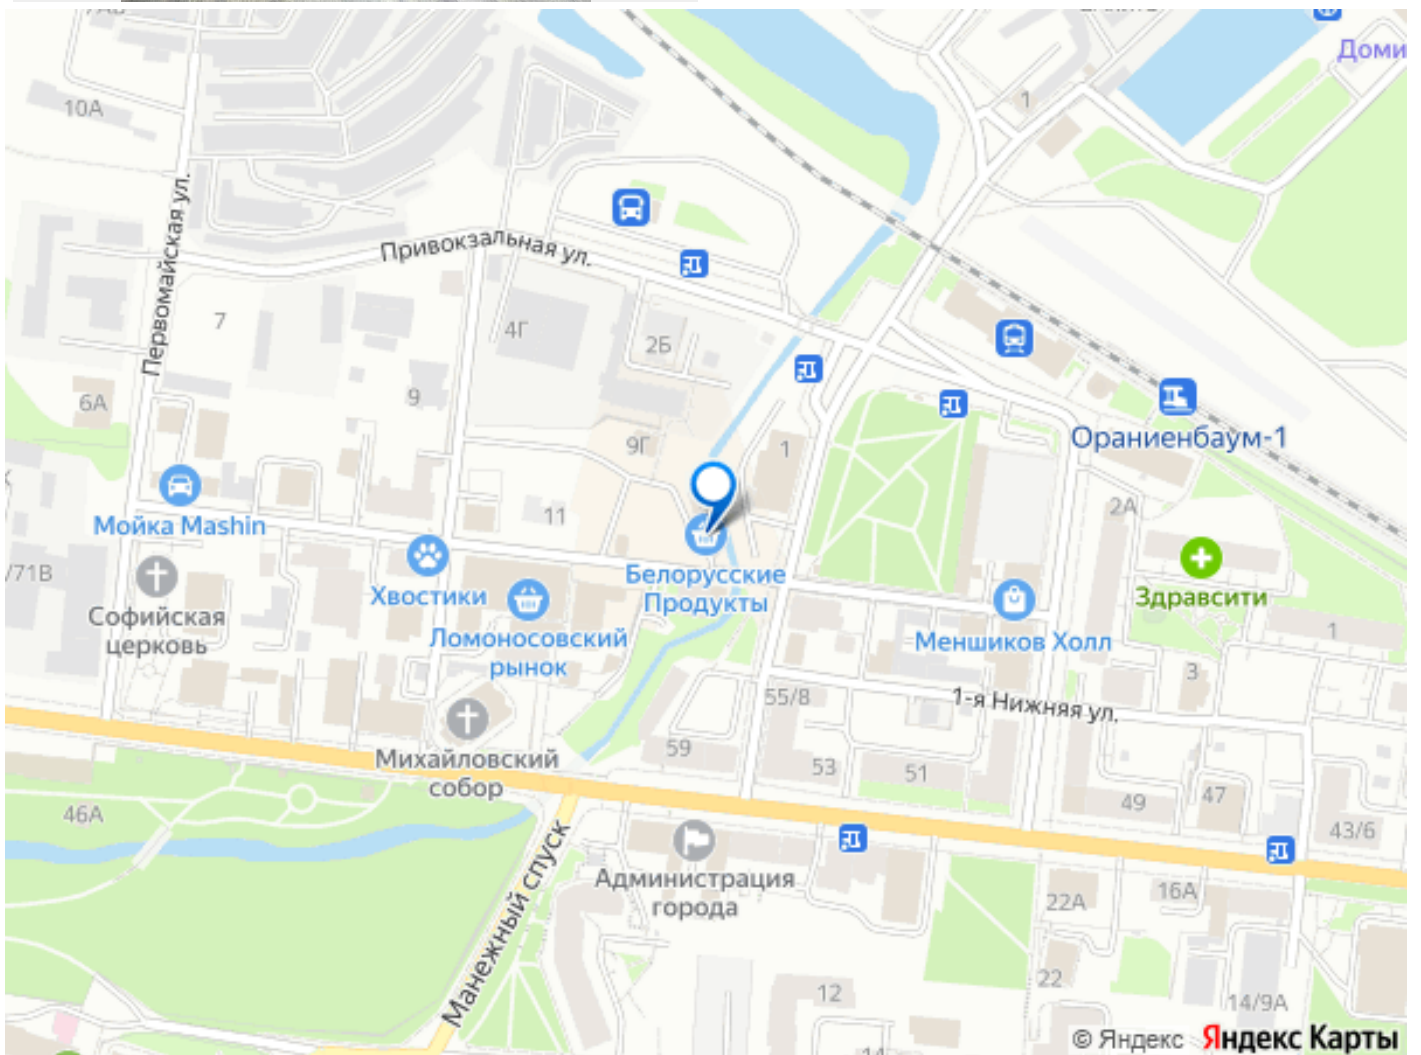 Доми
1
10А
Первомайская ул.
Привокзальная ул.
7
4Г
2Б
6А
9
9Г
1
Ораниенбаум-1
Мойка Mashin
11
2А
/71В
Хвостики
Белорусские
Продукты
Софийская
церковь
Ломоносовский
рынок
Меншиков Холл
Здравсити
1
3
55/8
1-я Нижняя ул.
Михайловский
собор
59
53
51
49
47
43/6
46А
Манежный спуск
Администрация
города
22А
16А
12
22
14/9А
© Яндекс Яндекс Карты